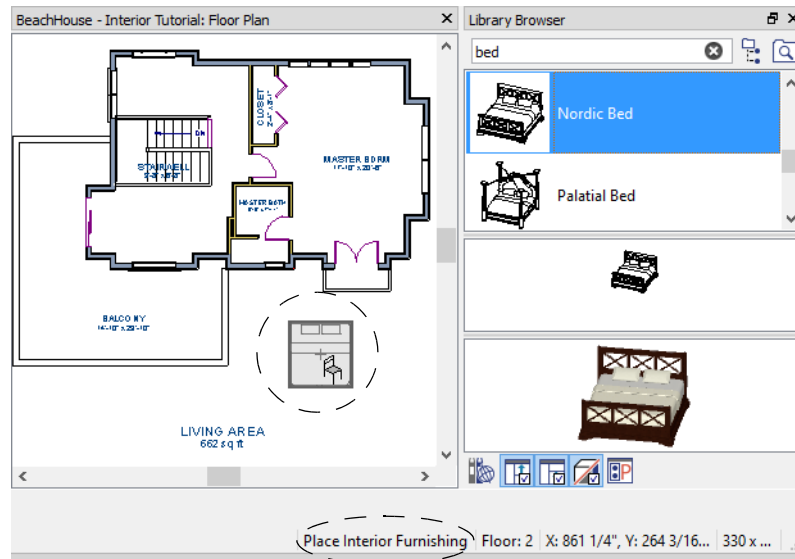 BeachHouse - Interior Tutorial: Floor Plan
Library Browser
bed
Nordic Bed
Palatial Bed
CLOSET
DN
STAIRWELL
MASTER BDRM
MASTER BATH
BALCONY
LIVING AREA
662 sq ft
P
Place Interior Furnishing
Floor: 2
X: 861 1/4", Y: 264 3/16...
330 x ...